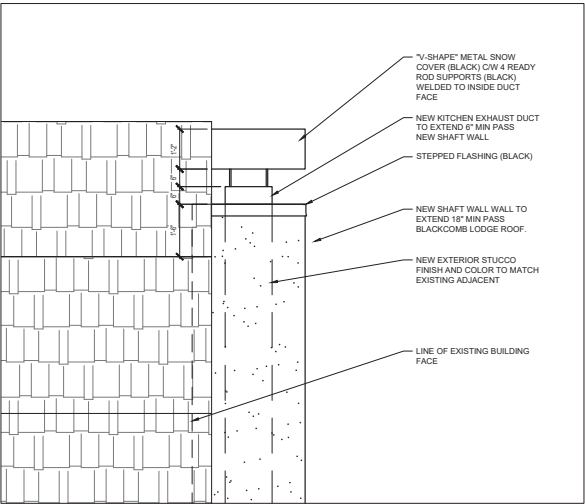 "V-SHAPE" METAL SNOW
COVER (BLACK) C/W 4 READY
ROD SUPPORTS (BLACK)
WELDED TO INSIDE DUCT
FACE
NEW KITCHEN EXHAUST DUCT
TO EXTEND 6" MIN PASS
NEW SHAFT WALL
STEPPED FLASHING (BLACK)
NEW SHAFT WALL WALL TO
EXTEND 18" MIN PASS
BLACKCOMB LODGE ROOF.
NEW EXTERIOR STUCCO
FINISH AND COLOR TO MATCH
EXISTING ADJACENT
LINE OF EXISTING BUILDING
FACE